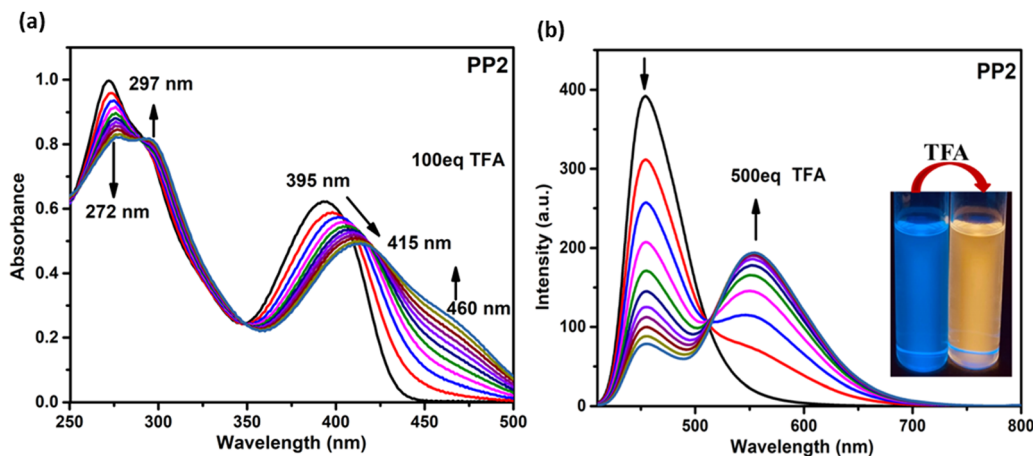 (a)
PP2
297 nm
272 nm
100eq TFA
395 nm
415 nm
460 nm
Absorbance
1.0
0.8
0.6
0.4
0.2
0.0
250
300
350
400
450
500
Wavelength (nm)
(b)
PP2
500eq TFA
TFA
Intensity (a.u.)
400
300
200
100
0
500
600
700
800
Wavelength (nm)